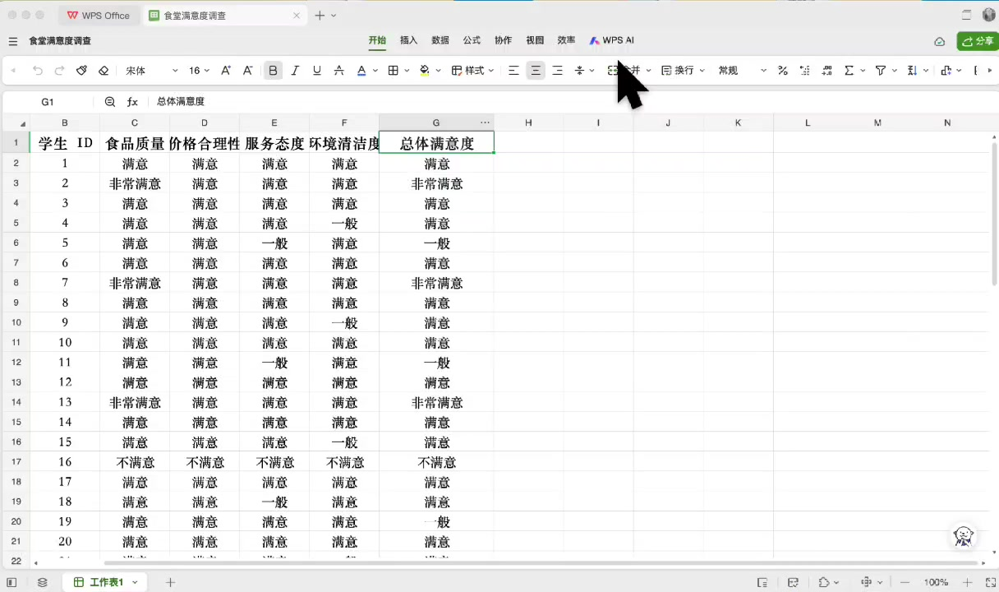 WPS Office 食堂满意度调查
食堂满意度调查 开始 插入 数据 公式 协作 视图 效率 WPS AI 分享
宋体 16 A A B I U A A 样式 换行 常规 %
G1 fx 总体满意度
B C D E F G H I J K L M N
1 学生 ID 食品质量 价格合理性 服务态度 环境清洁度 总体满意度
2 1 满意 满意 满意 满意 满意
3 2 非常满意 满意 满意 满意 非常满意
4 3 满意 满意 满意 满意 满意
5 4 满意 满意 满意 一般 满意
6 5 满意 满意 一般 满意 一般
7 6 满意 满意 满意 满意 满意
8 7 非常满意 满意 满意 满意 非常满意
9 8 满意 满意 满意 满意 满意
10 9 满意 满意 满意 一般 满意
11 10 满意 满意 满意 满意 满意
12 11 满意 满意 一般 满意 一般
13 12 满意 满意 满意 满意 满意
14 13 非常满意 满意 满意 满意 非常满意
15 14 满意 满意 满意 满意 满意
16 15 满意 满意 满意 一般 满意
17 16 不满意 不满意 不满意 不满意 不满意
18 17 满意 满意 满意 满意 满意
19 18 满意 满意 一般 满意 满意
20 19 满意 满意 满意 满意 一般
21 20 满意 满意 满意 满意 满意
22
工作表1 100%